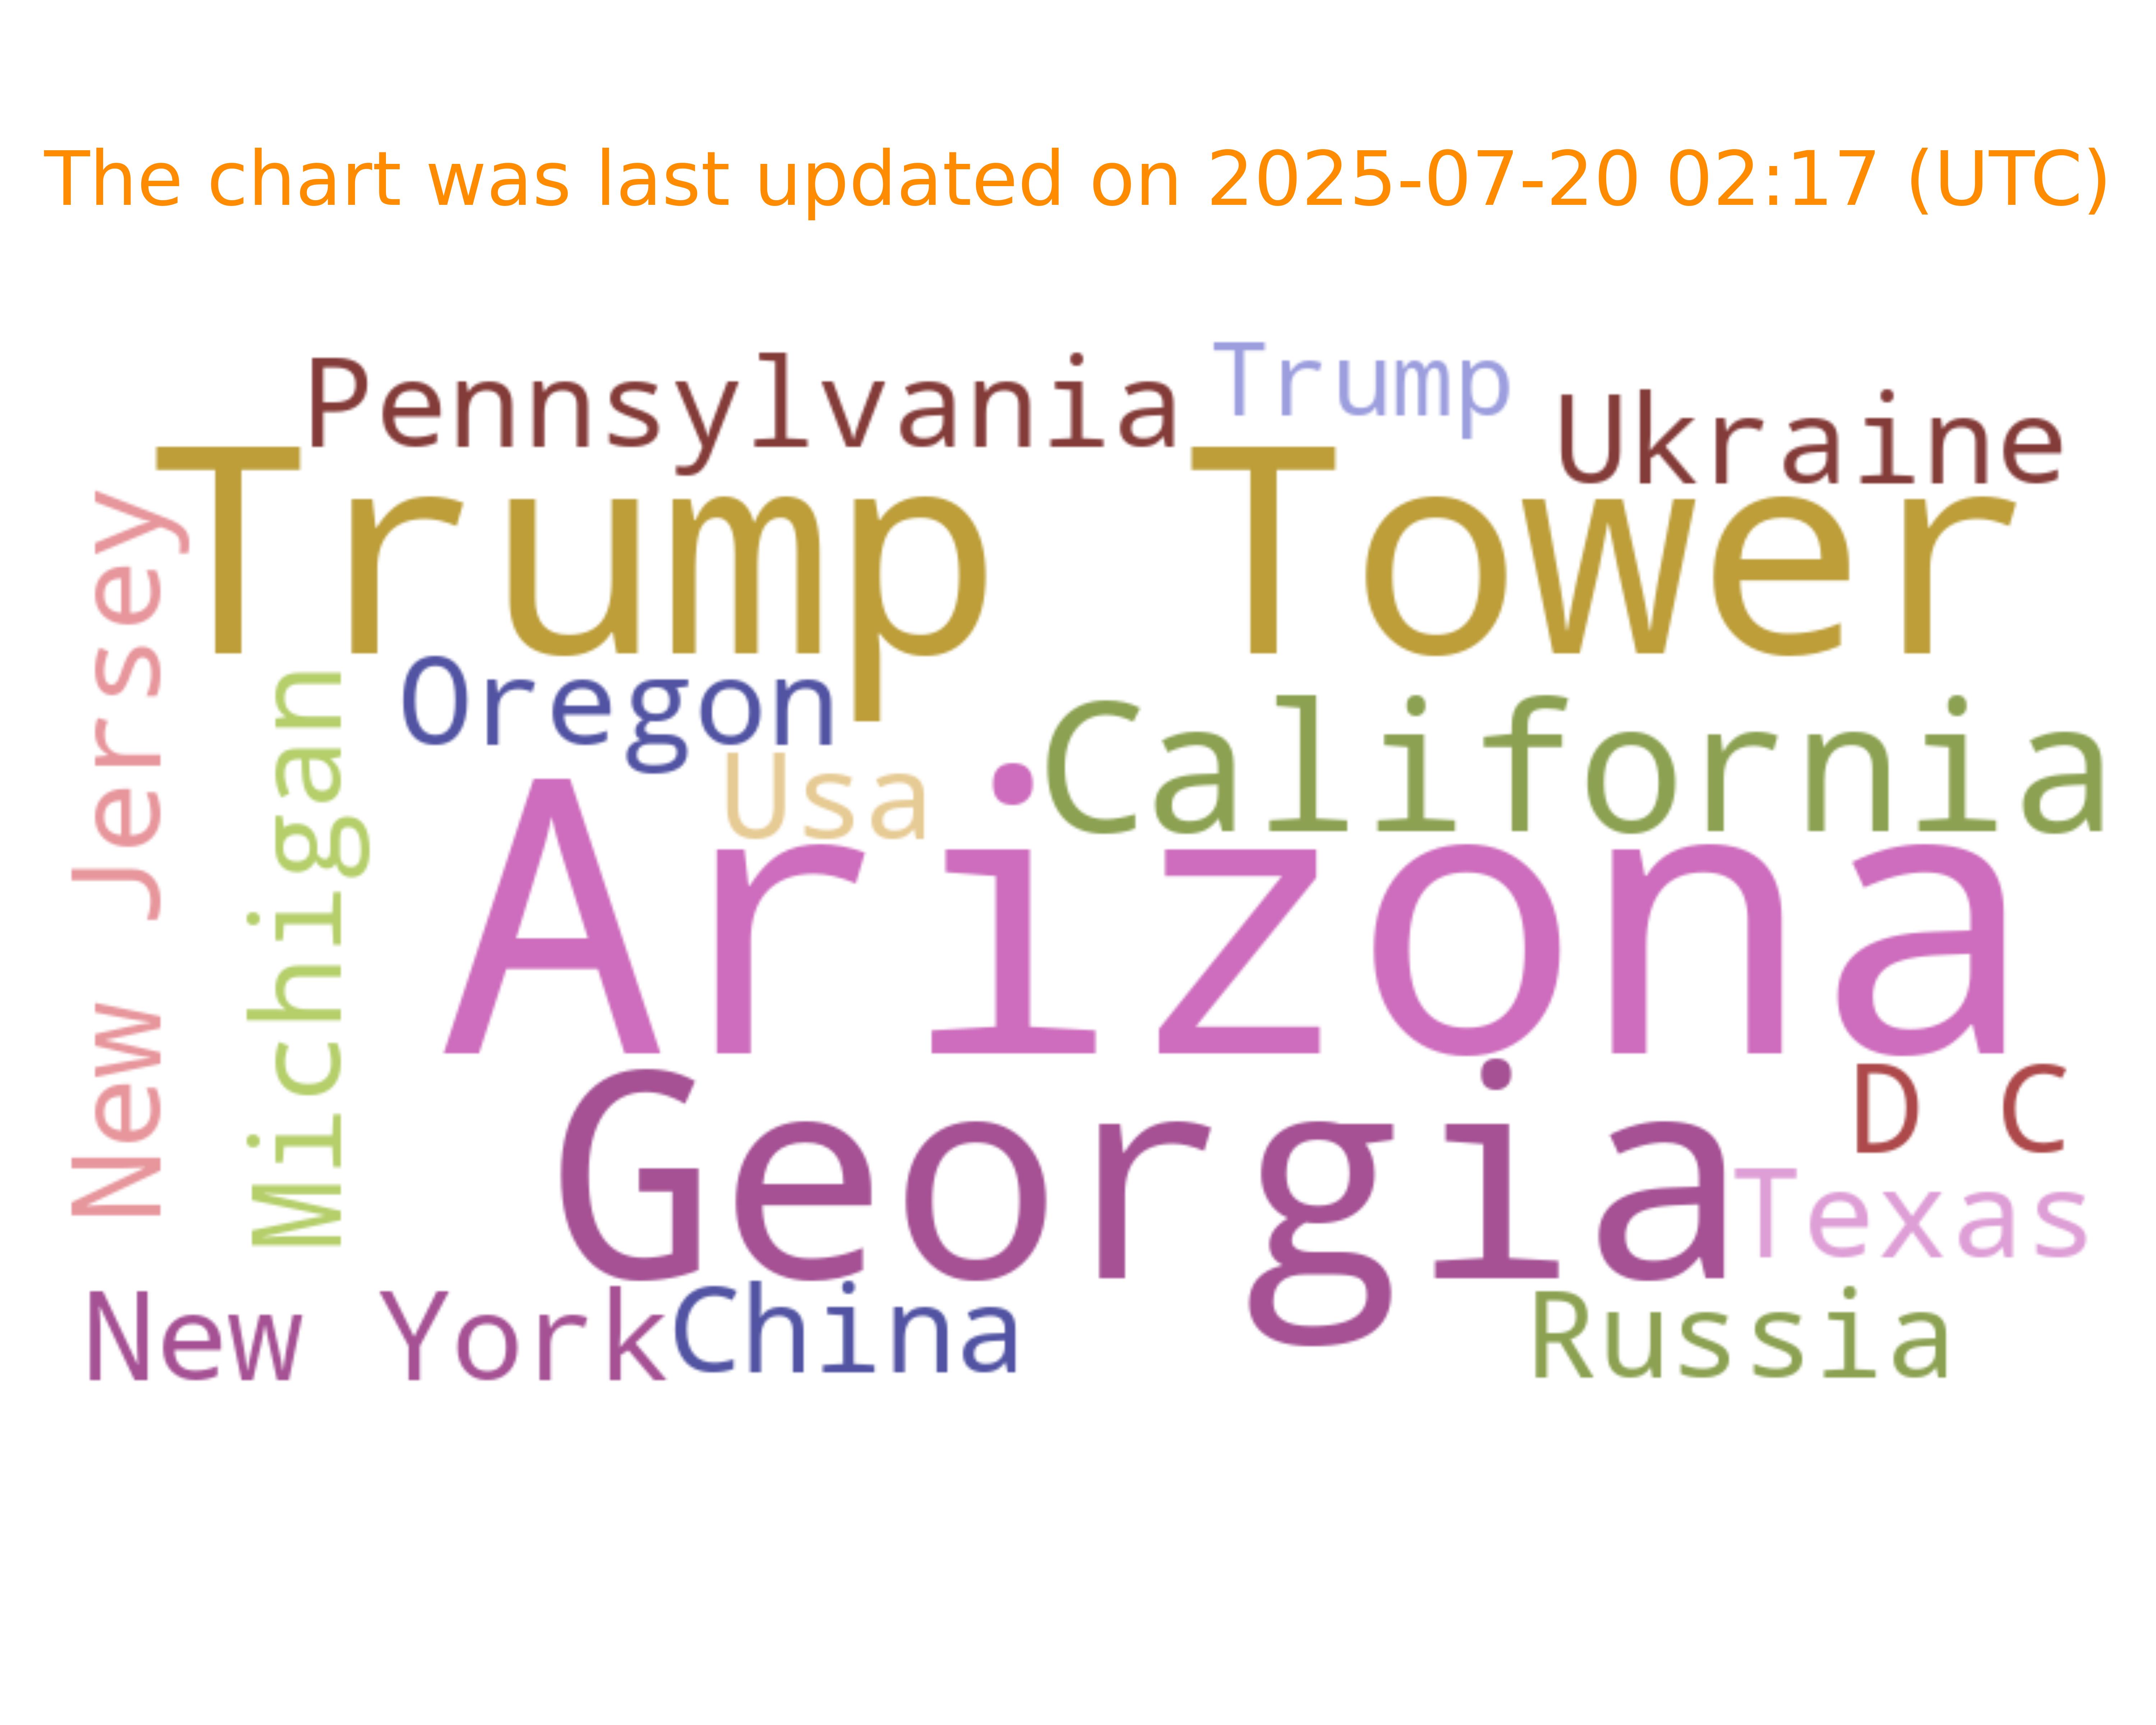 The chart was last updated on 2025-07-20 02:17 (UTC)
Pennsylvania
Trump
Ukraine
Trump Tower
New Jersey
Michigan
Oregon
California
Usa
Arizona
Georgia
D C
Texas
New York
China
Russia